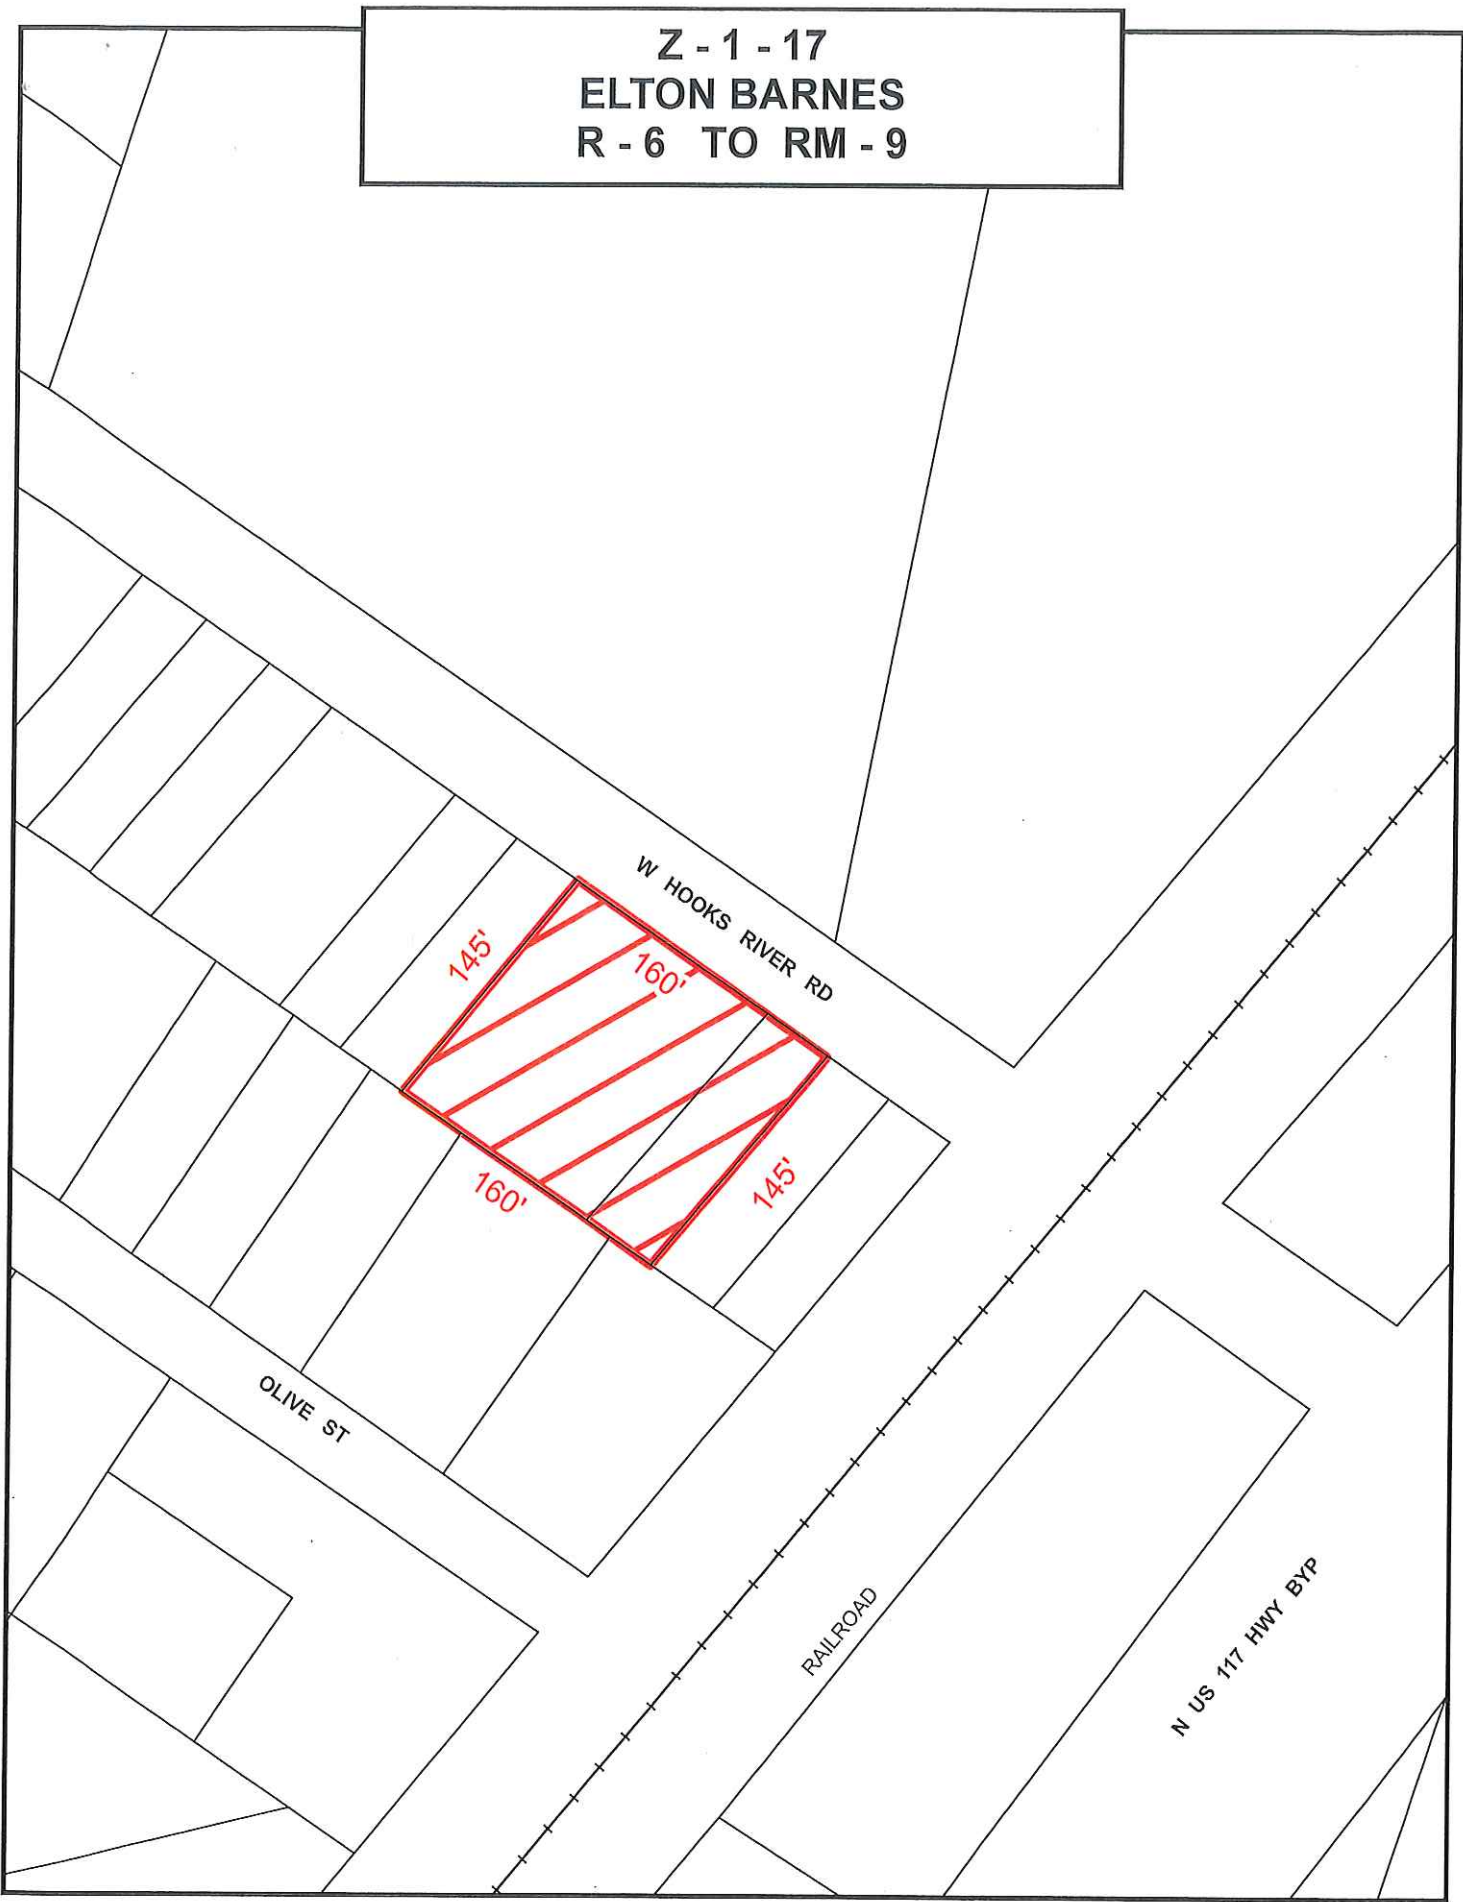 Z - 1 - 17
ELTON BARNES
R - 6 TO RM - 9
W HOOKS RIVER RD
145'
160'
145'
160'
OLIVE ST
RAILROAD
N US 117 HWY BYP